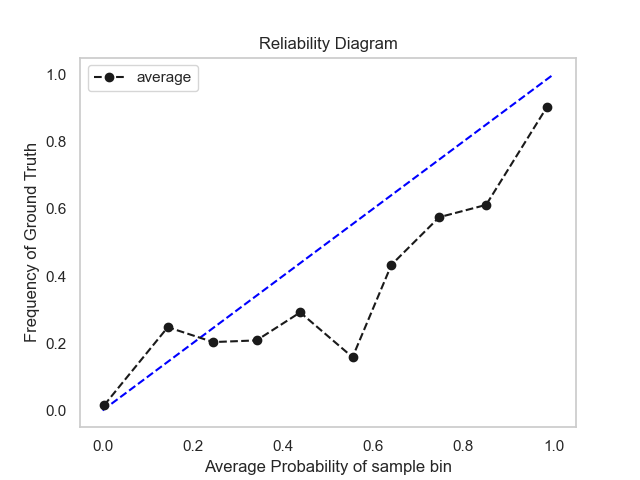 Reliability Diagram
average
Frequency of Ground Truth
1.0
0.8
0.6
0.4
0.2
0.0
0.0 0.2 0.4 0.6 0.8 1.0
Average Probability of sample bin